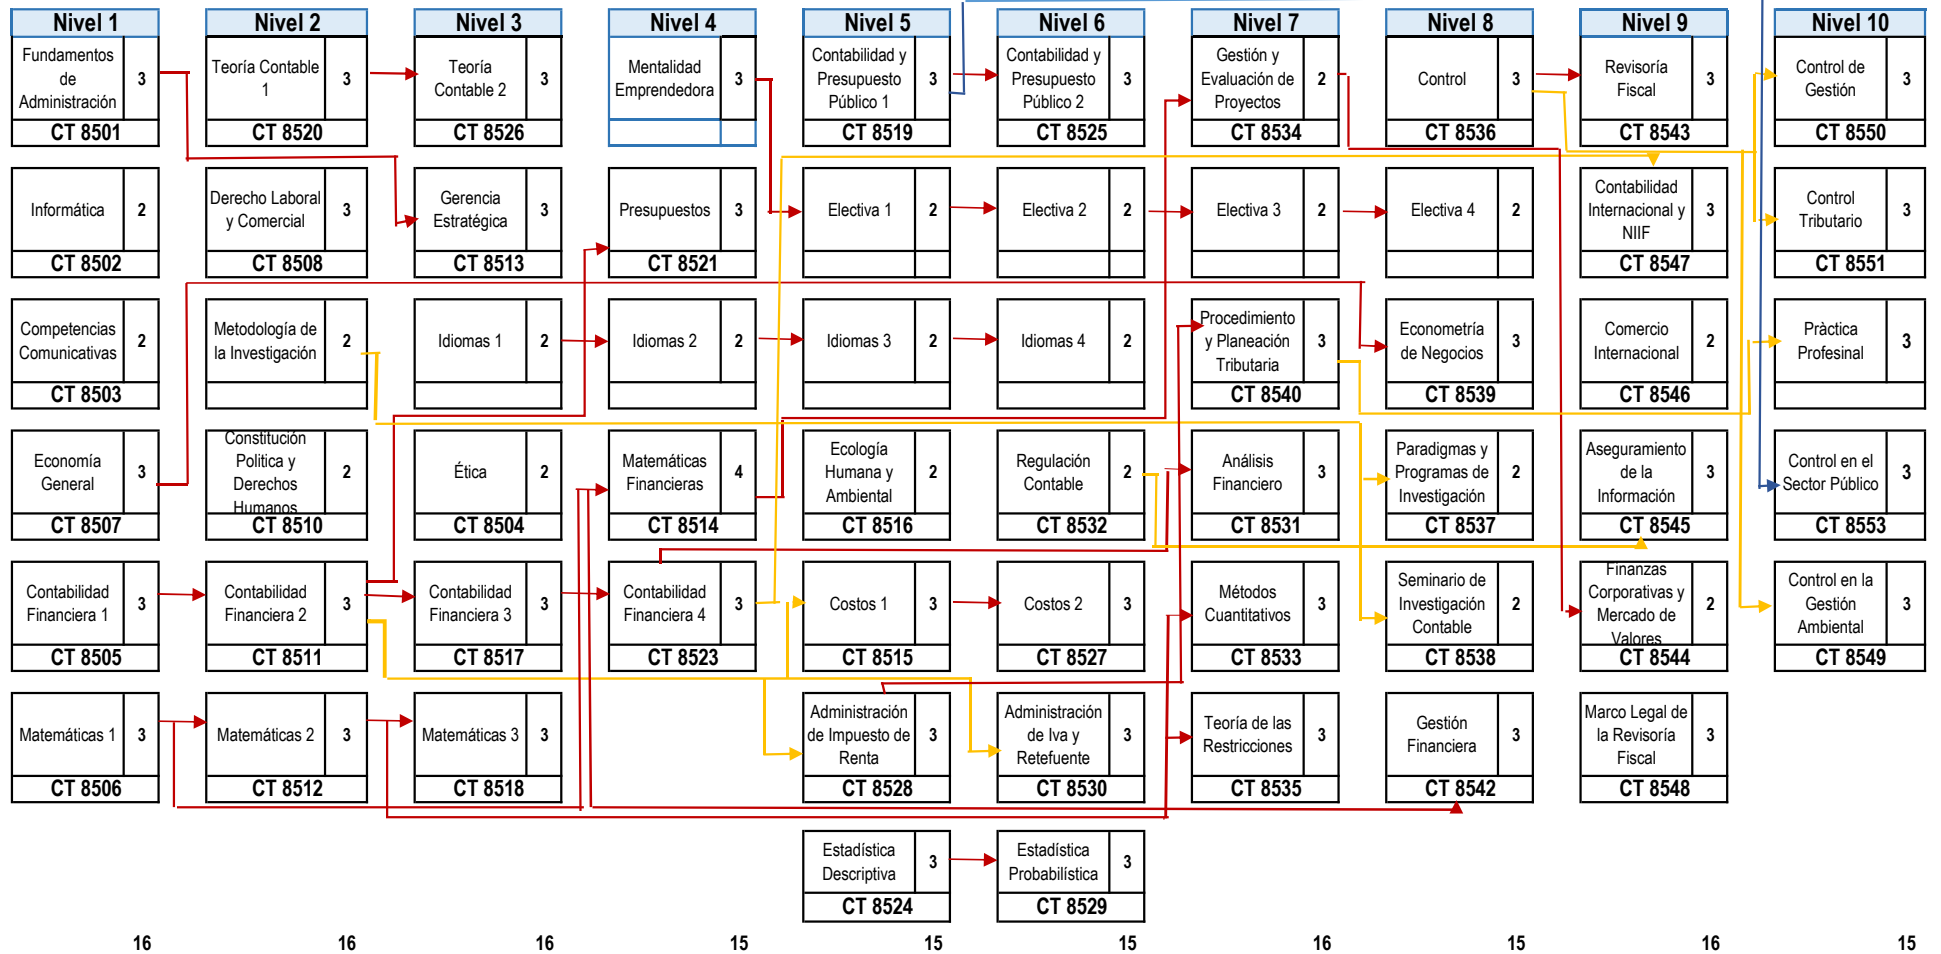 Nivel 1
Nivel 2
Nivel 3
Nivel 4
Nivel 5
Nivel 6
Nivel 7
Nivel 8
Nivel 9
Nivel 10
Fundamentos
de
Administración
3
CT 8501
Teoría Contable
1
3
CT 8520
Teoría
Contable 2
3
CT 8526
Mentalidad
Emprendedora
3
Contabilidad y
Presupuesto
Público 1
3
CT 8519
Contabilidad y
Presupuesto
Público 2
3
CT 8525
Gestión y
Evaluación de
Proyectos
2
CT 8534
Control
3
CT 8536
Revisoría
Fiscal
3
CT 8543
Control de
Gestión
3
CT 8550
Informática
2
CT 8502
Derecho Laboral
y Comercial
3
CT 8508
Gerencia
Estratégica
3
CT 8513
Presupuestos
3
CT 8521
Electiva 1
2
Electiva 2
2
Electiva 3
2
Electiva 4
2
Contabilidad
Internacional y
NIIF
3
CT 8547
Control
Tributario
3
CT 8551
Competencias
Comunicativas
2
CT 8503
Metodología de
la Investigación
2
Idiomas 1
2
Idiomas 2
2
Idiomas 3
2
Idiomas 4
2
Procedimiento
y Planeación
Tributaria
3
CT 8540
Econometría
de Negocios
3
CT 8539
Comercio
Internacional
2
CT 8546
Pràctica
Profesinal
3
Economía
General
3
CT 8507
Constitución
Politica y
Derechos
Humanos
2
CT 8510
Ética
2
CT 8504
Matemáticas
Financieras
4
CT 8514
Ecología
Humana y
Ambiental
2
CT 8516
Regulación
Contable
2
CT 8532
Análisis
Financiero
3
CT 8531
Paradigmas y
Programas de
Investigación
2
CT 8537
Aseguramiento
de la
Información
3
CT 8545
Control en el
Sector Público
3
CT 8553
Contabilidad
Financiera 1
3
CT 8505
Contabilidad
Financiera 2
3
CT 8511
Contabilidad
Financiera 3
3
CT 8517
Contabilidad
Financiera 4
3
CT 8523
Costos 1
3
CT 8515
Costos 2
3
CT 8527
Métodos
Cuantitativos
3
CT 8533
Seminario de
Investigación
Contable
2
CT 8538
Finanzas
Corporativas y
Mercado de
Valores
2
CT 8544
Control en la
Gestión
Ambiental
3
CT 8549
Matemáticas 1
3
CT 8506
Matemáticas 2
3
CT 8512
Matemáticas 3
3
CT 8518
Administración
de Impuesto de
Renta
3
CT 8528
Administración
de Iva y
Retefuente
3
CT 8530
Teoría de las
Restricciones
3
CT 8535
Gestión
Financiera
3
CT 8542
Marco Legal de
la Revisoría
Fiscal
3
CT 8548
Estadística
Descriptiva
3
CT 8524
Estadística
Probabilística
3
CT 8529
16
16
16
15
15
15
16
15
16
15